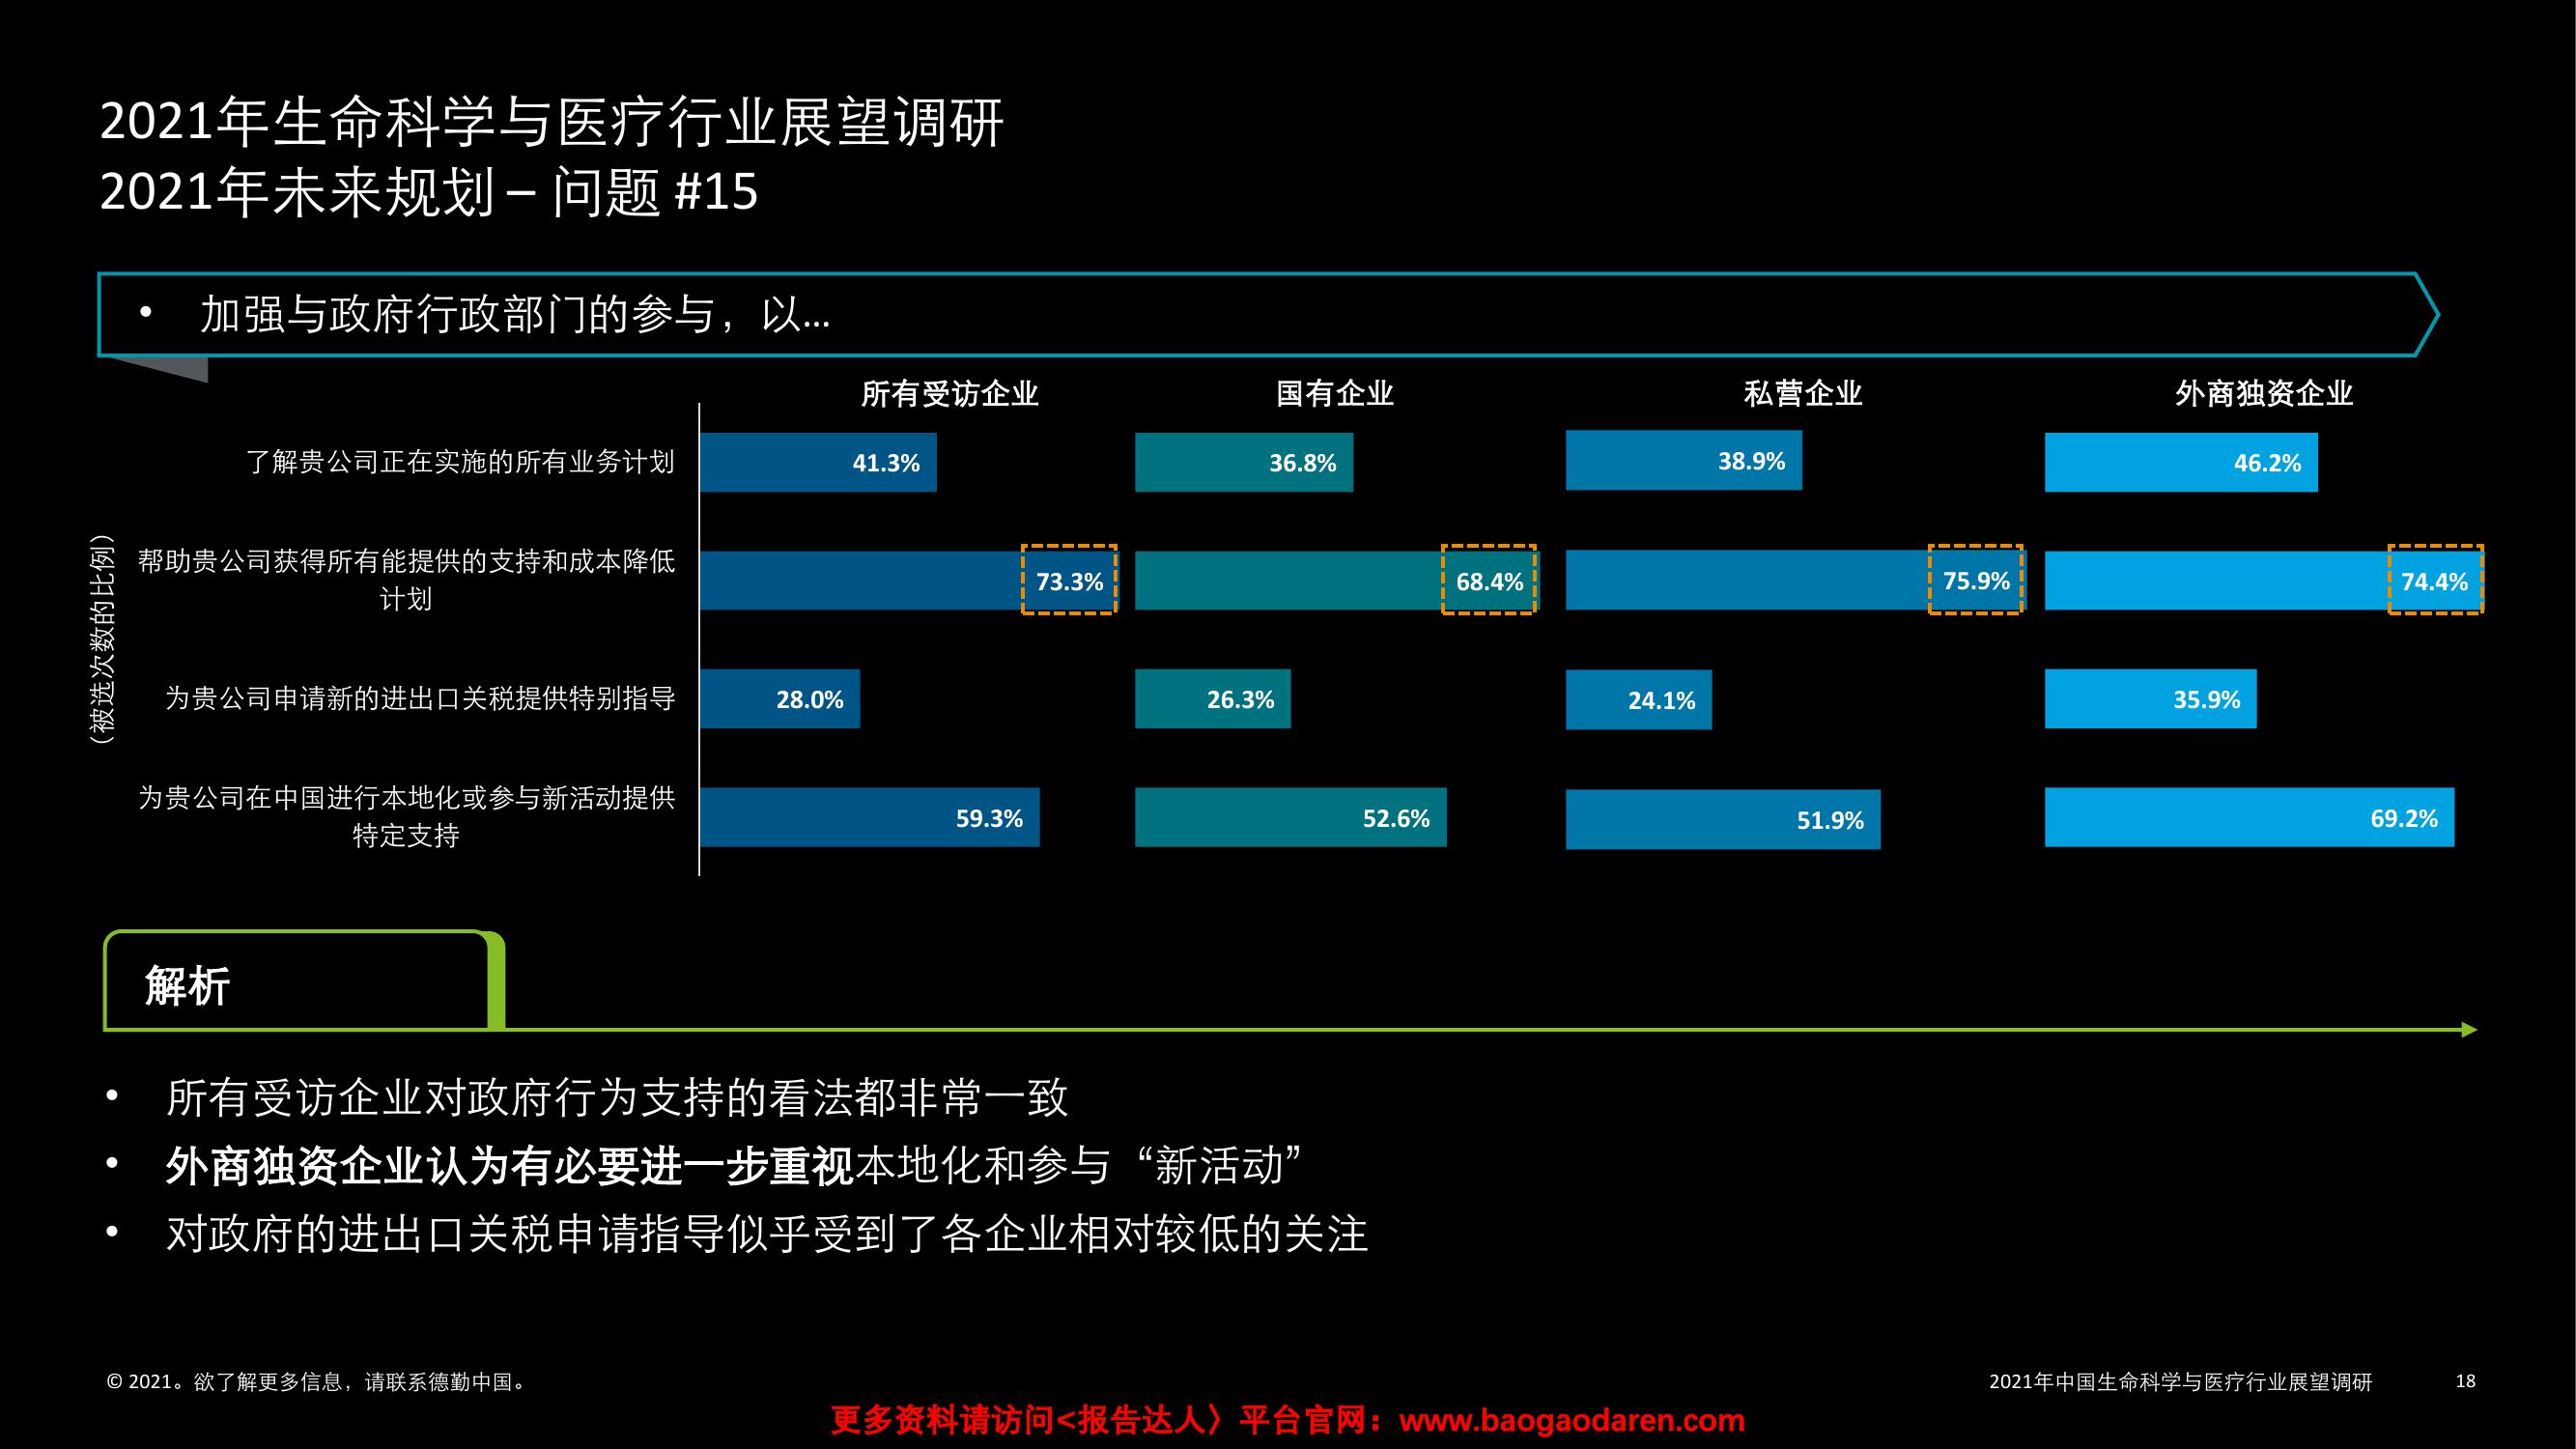 2021年生命科学与医疗行业展望调研
2021年未来规划 – 问题 #15
• 加强与政府行政部门的参与，以...
所有受访企业 国有企业 私营企业 外商独资企业
（被选次数的比例）
了解贵公司正在实施的所有业务计划 41.3% 36.8% 38.9% 46.2%
帮助贵公司获得所有能提供的支持和成本降低
计划
73.3% 68.4% 75.9% 74.4%
为贵公司申请新的进出口关税提供特别指导 28.0% 26.3% 24.1% 35.9%
为贵公司在中国进行本地化或参与新活动提供
特定支持
59.3% 52.6% 51.9% 69.2%
解析
• 所有受访企业对政府行为支持的看法都非常一致
• 外商独资企业认为有必要进一步重视本地化和参与“新活动”
• 对政府的进出口关税申请指导似乎受到了各企业相对较低的关注
© 2021。欲了解更多信息，请联系德勤中国。
2021年中国生命科学与医疗行业展望调研 18
更多资料请访问<报告达人〉平台官网：www.baogaodaren.com